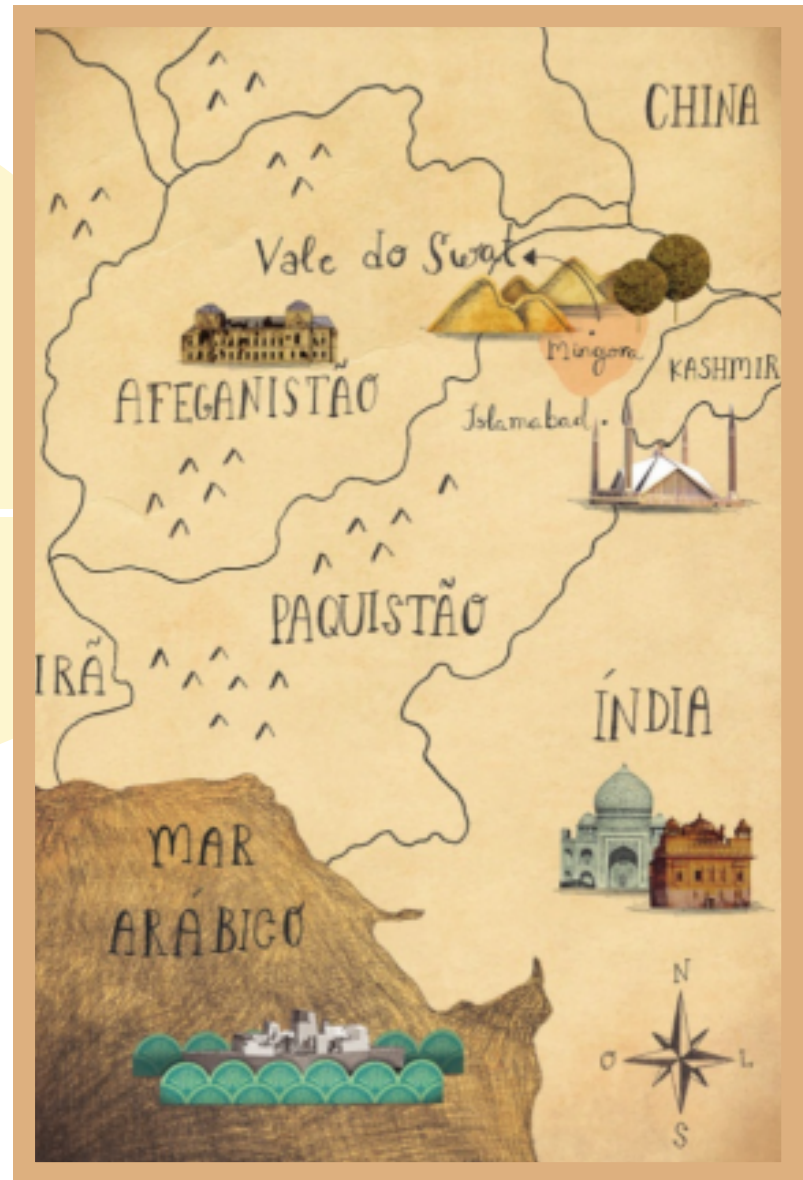 CHINA
Vale do Swat
Mingora
KASHMIR
AFEGANISTÃO
Islamabad
PAQUISTÃO
IRÃ
ÍNDIA
MAR
ARÁBICO
N
O L
S